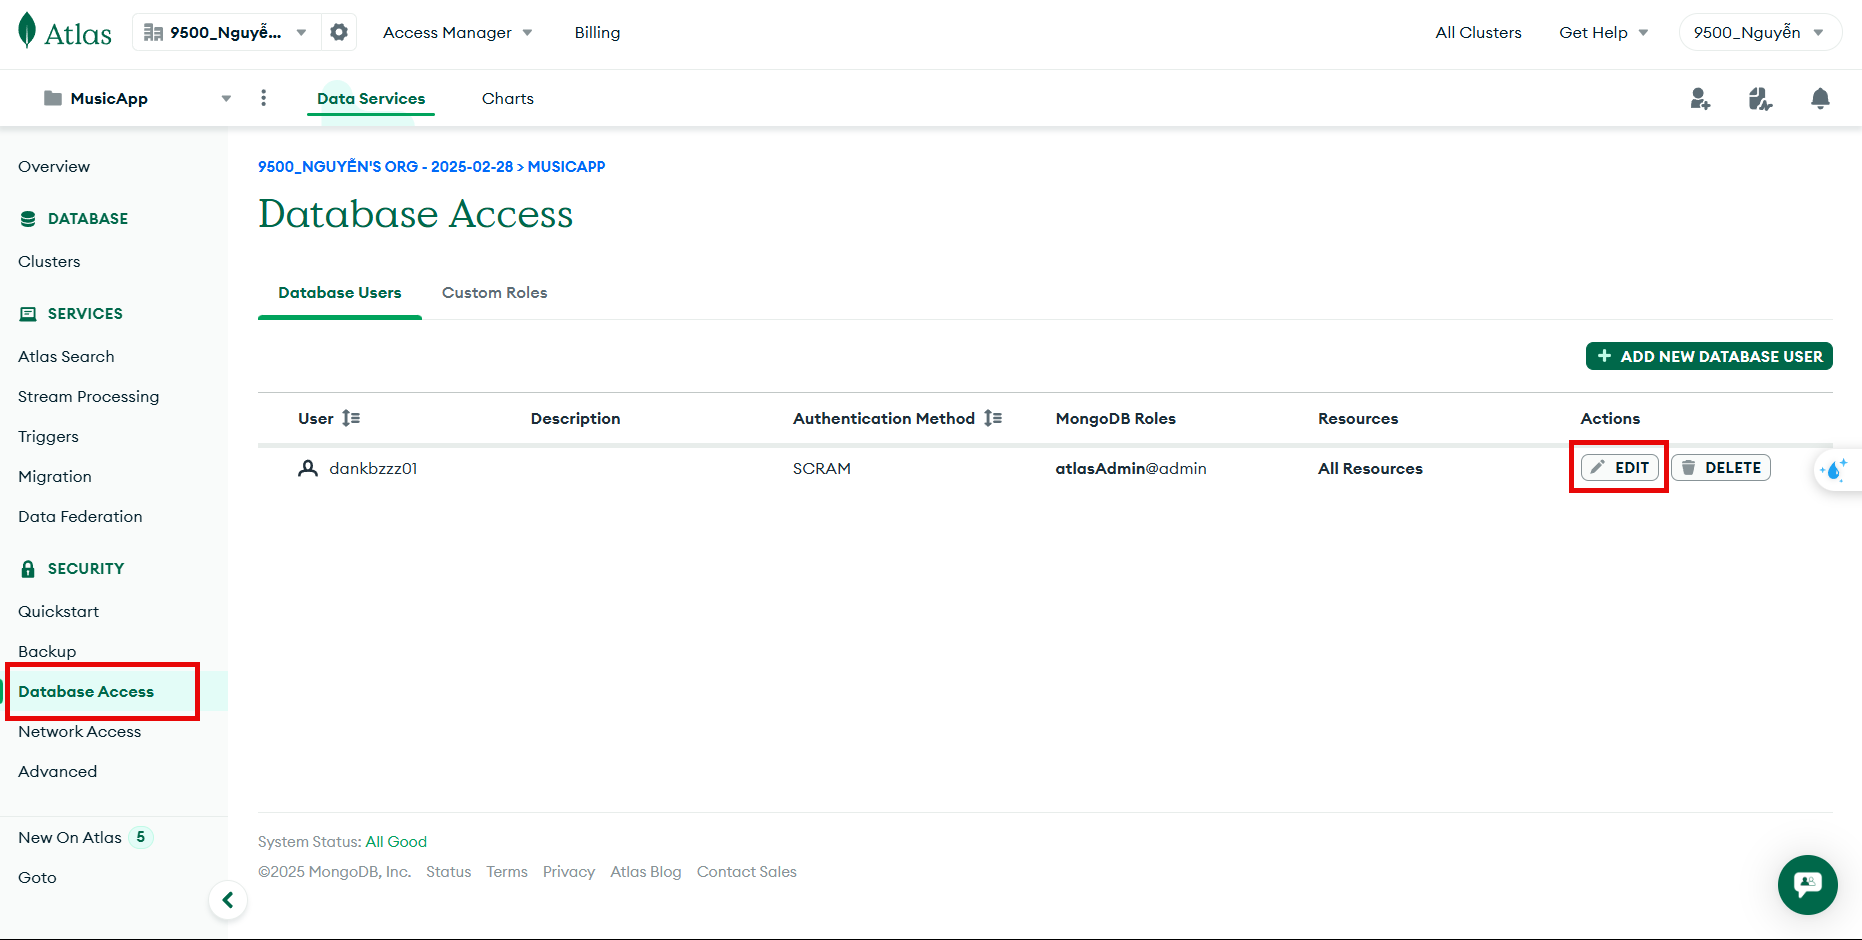 Atlas
9500_Nguyễ...
Access Manager
Billing
All Clusters
Get Help
9500_Nguyễn
MusicApp
Data Services
Charts
Overview
DATABASE
Clusters
SERVICES
Atlas Search
Stream Processing
Triggers
Migration
Data Federation
SECURITY
Quickstart
Backup
Database Access
Network Access
Advanced
New On Atlas 5
Goto
9500_NGUYỄN'S ORG - 2025-02-28 > MUSICAPP
Database Access
Database Users
Custom Roles
+ ADD NEW DATABASE USER
User
Description
Authentication Method
MongoDB Roles
Resources
Actions
dankbzzz01
SCRAM
atlasAdmin@admin
All Resources
EDIT
DELETE
System Status: All Good
©2025 MongoDB, Inc. Status Terms Privacy Atlas Blog Contact Sales